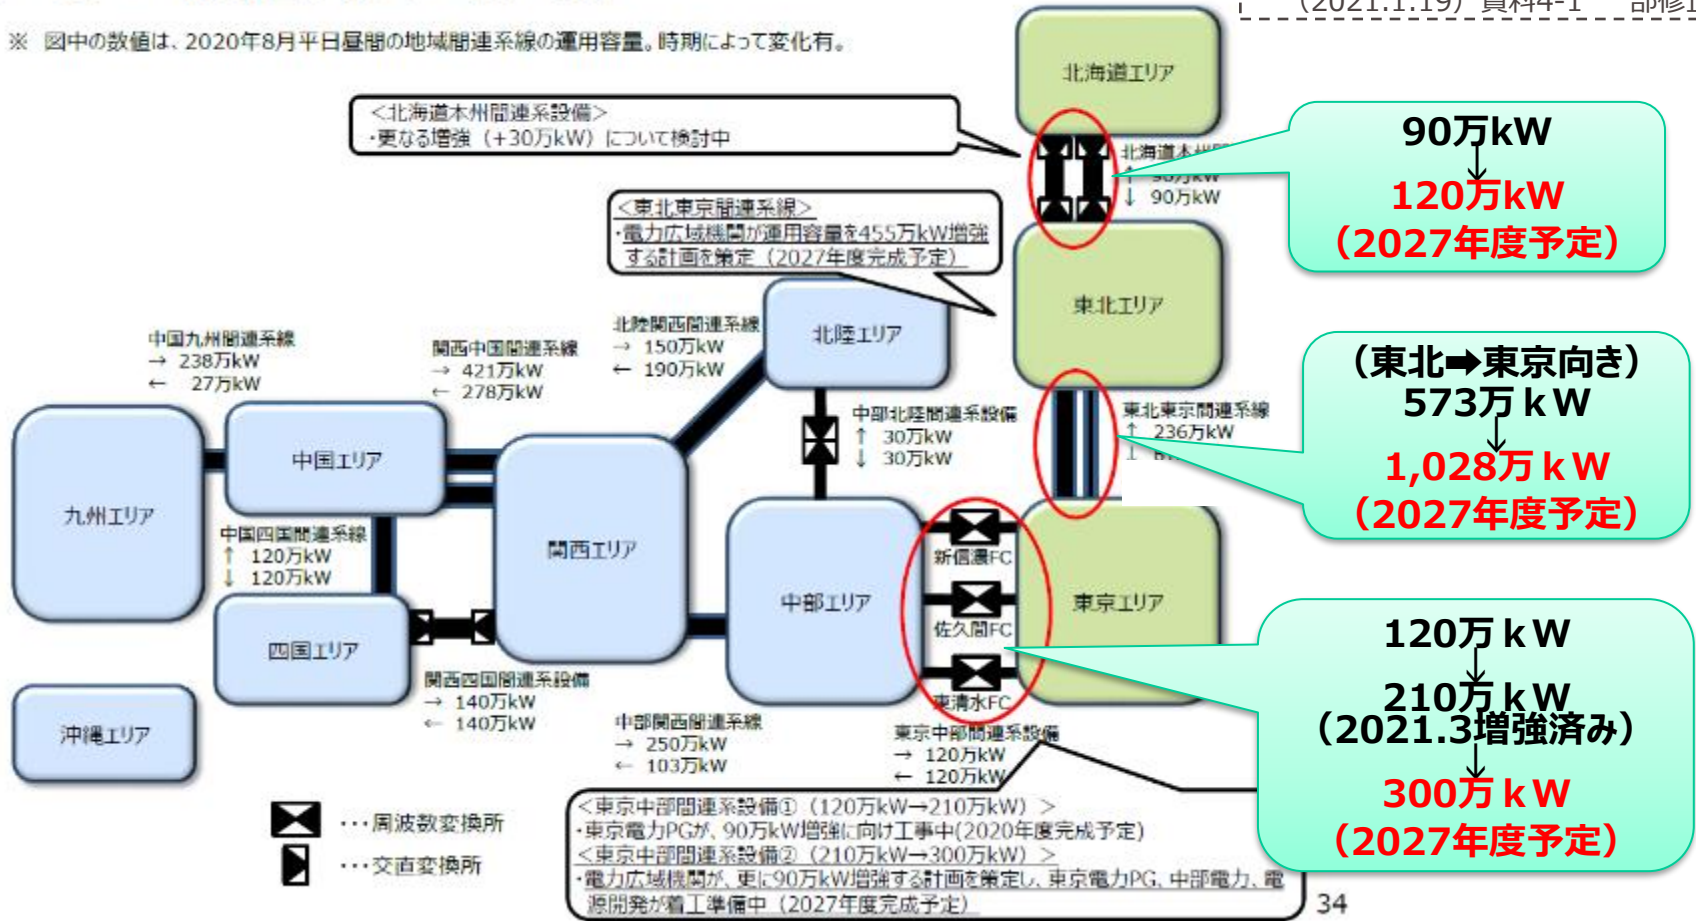 （2021.1.19）資料4-1
※ 図中の数値は、2020年8月平日昼間の地域間連系線の運用容量。時期によって変化有。
北海道エリア
＜北海道本州間連系設備＞
・更なる増強（+30万kW）について検討中
北海道本州間
↑ 90万kW
↓ 90万kW
90万kW
↓
120万kW
（2027年度予定）
＜東北東京間連系線＞
・電力広域機関が運用容量を455万kW増強
する計画を策定（2027年度完成予定）
東北エリア
北陸エリア
中国九州間連系線
→ 238万kW
← 27万kW
関西中国間連系線
→ 421万kW
← 278万kW
北陸関西間連系線
→ 150万kW
← 190万kW
中部北陸間連系設備
↑ 30万kW
↓ 30万kW
東北東京間連系線
↑ 236万kW
（東北➡東京向き）
573万ｋW
↓
1,028万ｋW
（2027年度予定）
九州エリア
中国エリア
関西エリア
中部エリア
東京エリア
新信濃FC
佐久間FC
東清水FC
中国四国間連系線
↑ 120万kW
↓ 120万kW
四国エリア
沖縄エリア
関西四国間連系設備
→ 140万kW
← 140万kW
中部関西間連系線
→ 250万kW
← 103万kW
東京中部間連系設備
→ 120万kW
← 120万kW
120万ｋW
↓
210万ｋW
（2021.3増強済み）
↓
300万ｋW
（2027年度予定）
･･･周波数変換所
･･･交直変換所
＜東京中部間連系設備①（120万kW→210万kW）＞
・東京電力PGが、90万kW増強に向け工事中(2020年度完成予定)
＜東京中部間連系設備②（210万kW→300万kW）＞
・電力広域機関が、更に90万kW増強する計画を策定し、東京電力PG、中部電力、電
源開発が着工準備中（2027年度完成予定）
34